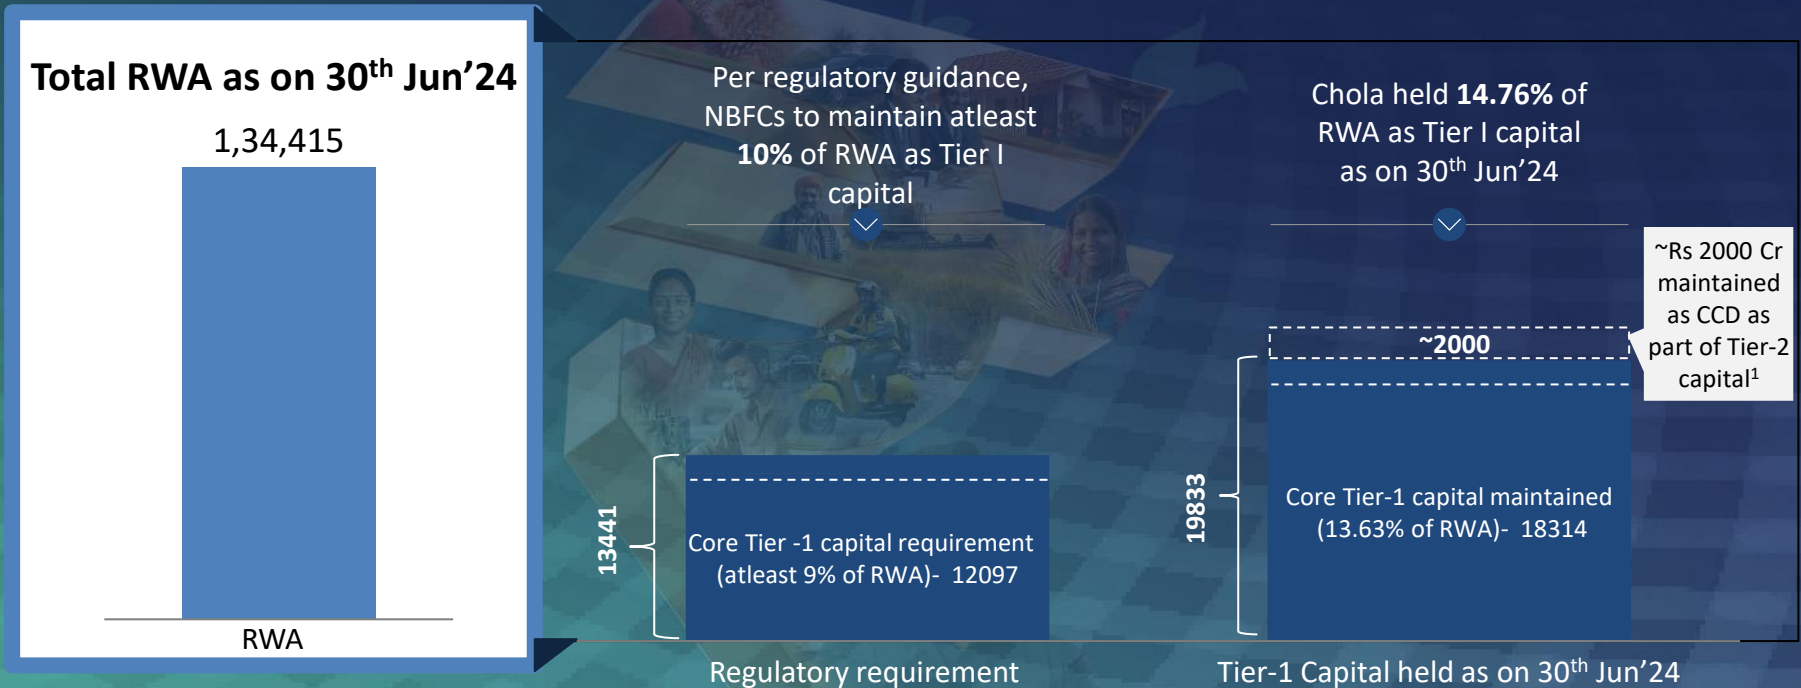 Total RWA as on 30th Jun’24
1,34,415
RWA
Per regulatory guidance,
NBFCs to maintain atleast
10% of RWA as Tier I
capital
13441
Core Tier -1 capital requirement
(atleast 9% of RWA)- 12097
Regulatory requirement
Chola held 14.76% of
RWA as Tier I capital
as on 30th Jun’24
~Rs 2000 Cr
maintained
as CCD as
part of Tier-2
capital1
~2000
19833
Core Tier-1 capital maintained
(13.63% of RWA)- 18314
Tier-1 Capital held as on 30th Jun’24